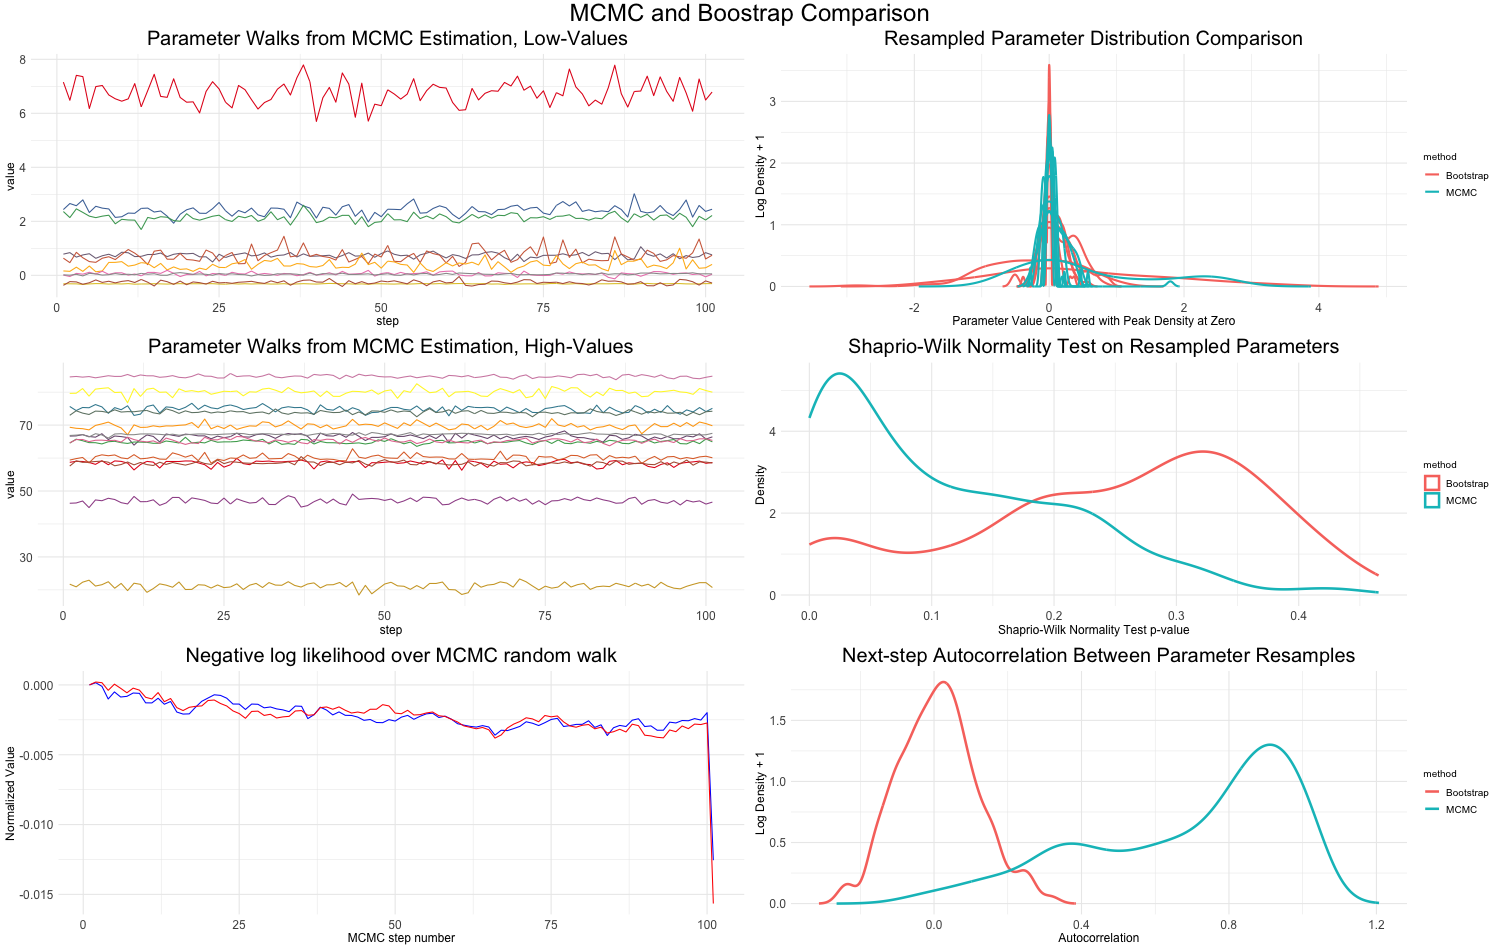 MCMC and Boostrap Comparison
Parameter Walks from MCMC Estimation, Low-Values
value
8
6
4
2
0
0
25
50
75
100
step
Resampled Parameter Distribution Comparison
Log Density + 1
3
2
1
0
-2
0
2
4
Parameter Value Centered with Peak Density at Zero
method
Bootstrap
MCMC
Parameter Walks from MCMC Estimation, High-Values
value
70
50
30
0
25
50
75
100
step
Shaprio-Wilk Normality Test on Resampled Parameters
Density
4
2
0
0.0
0.1
0.2
0.3
0.4
Shaprio-Wilk Normality Test p-value
method
Bootstrap
MCMC
Negative log likelihood over MCMC random walk
Normalized Value
0.000
-0.005
-0.010
-0.015
0
25
50
75
100
MCMC step number
Next-step Autocorrelation Between Parameter Resamples
Log Density + 1
1.5
1.0
0.5
0.0
0.0
0.4
0.8
1.2
Autocorrelation
method
Bootstrap
MCMC